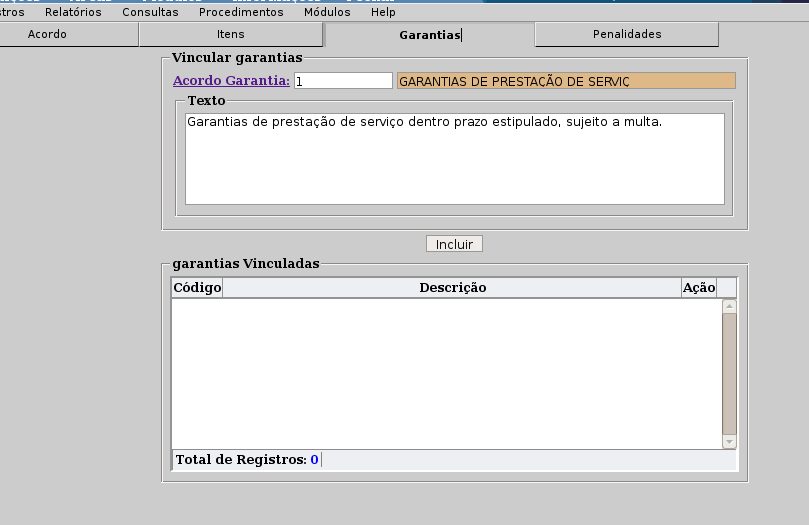 Relatórios Consultas Procedimentos Módulos Help
Acordo Itens Garantias Penalidades
Vincular garantias
Acordo Garantia: 1 GARANTIAS DE PRESTAÇÃO DE SERVIÇ
Texto
Garantias de prestação de serviço dentro prazo estipulado, sujeito a multa.
Incluir
garantias Vinculadas
Código Descrição Ação
Total de Registros: 0